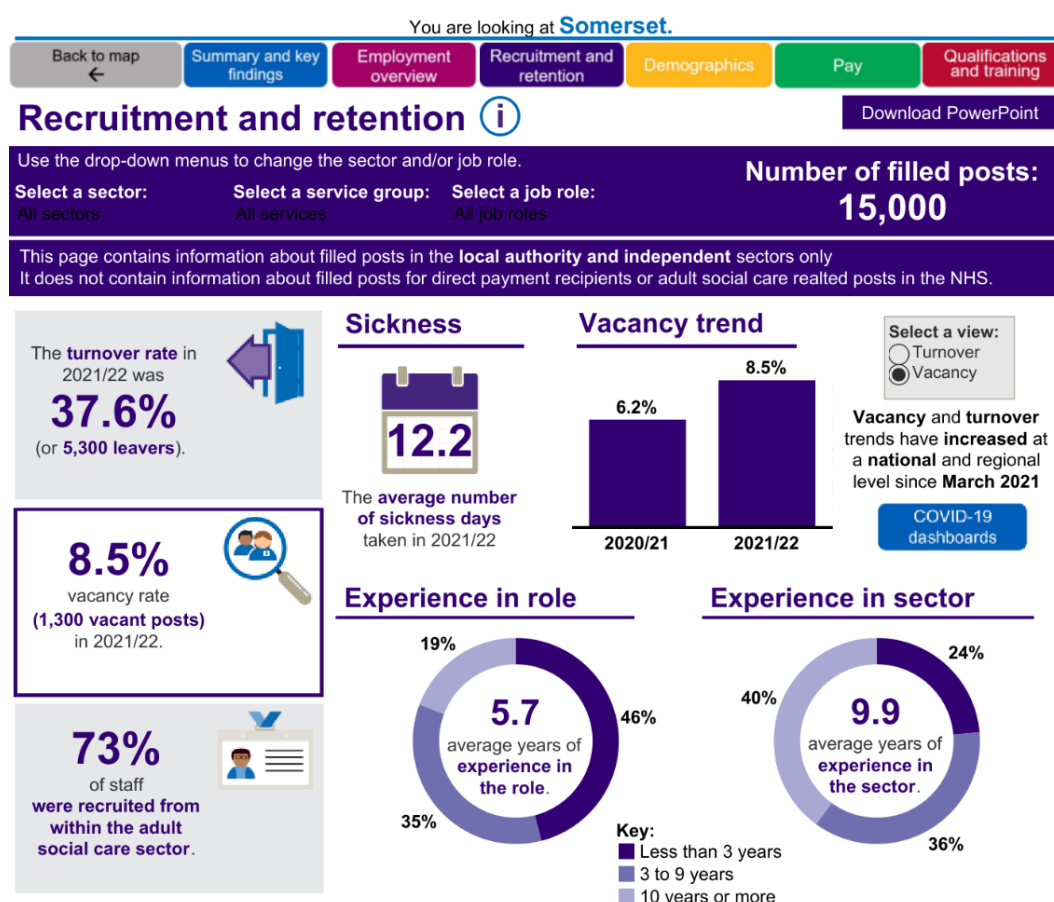 You are looking at Somerset.
Back to map
←
Summary and key
findings
Employment
overview
Recruitment and
retention
Demographics
Pay
Qualifications
and training
Recruitment and retention i
Download PowerPoint
Use the drop-down menus to change the sector and/or job role.
Select a sector:
All sectors
Select a service group:
All services
Select a job role:
All job roles
Number of filled posts:
15,000
This page contains information about filled posts in the local authority and independent sectors only
It does not contain information about filled posts for direct payment recipients or adult social care realted posts in the NHS.
The turnover rate in
2021/22 was
37.6%
(or 5,300 leavers).
8.5%
vacancy rate
(1,300 vacant posts)
in 2021/22.
73%
of staff
were recruited from
within the adult
social care sector.
Sickness
12.2
The average number
of sickness days
taken in 2021/22
Vacancy trend
6.2%
8.5%
2020/21
2021/22
Select a view:
Turnover
Vacancy
Vacancy and turnover
trends have increased at
a national and regional
level since March 2021
COVID-19
dashboards
Experience in role
19%
46%
35%
5.7
average years of
experience in
the role.
Experience in sector
24%
40%
36%
9.9
average years of
experience in
the sector.
Key:
Less than 3 years
3 to 9 years
10 years or more